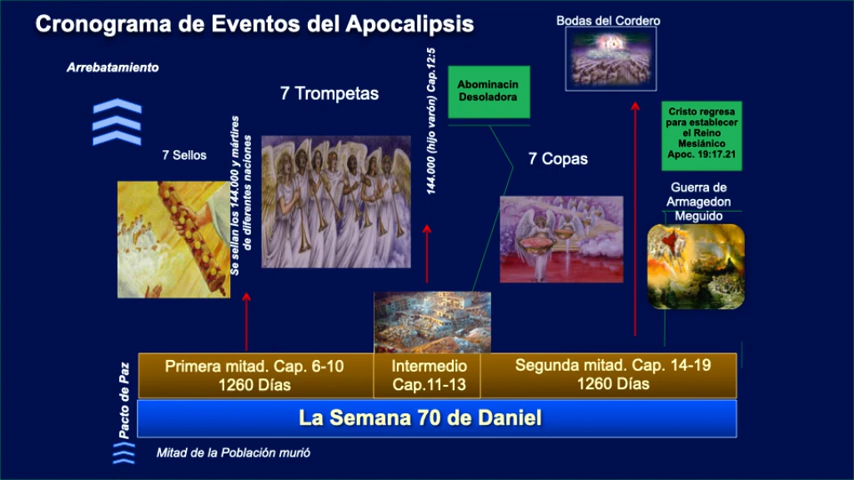 Cronograma de Eventos del Apocalipsis
Bodas del Cordero
Arrebatamiento
7 Trompetas
144.000 (hijo varón) Cap.12:5
Abominacin
Desoladora
Cristo regresa
para establecer
el Reino
Mesiánico
Apoc. 19:17.21
7 Sellos
Se sellan los 144.000 y mártires
de diferentes naciones
7 Copas
Guerra de
Armagedon
Meguido
Pacto de Paz
Primera mitad. Cap. 6-10
1260 Días
Intermedio
Cap.11-13
Segunda mitad. Cap. 14-19
1260 Días
La Semana 70 de Daniel
Mitad de la Población murió